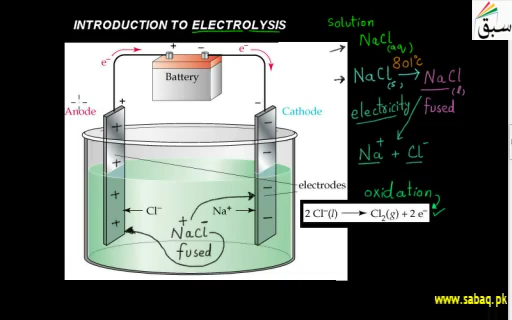 INTRODUCTION TO ELECTROLYSIS
solution
NaCl(aq)
801°C
NaCl(s) → NaCl(l)
electricity fused
Na⁺ + Cl⁻
oxidation
2 Cl⁻(l) ⟶ Cl₂(g) + 2 e⁻
e⁻
+ −
e⁻
Battery
Anode
+
−
Cathode
electrodes
Cl⁻
Na⁺
+ −
NaCl
fused
سبق
www.sabaq.pk